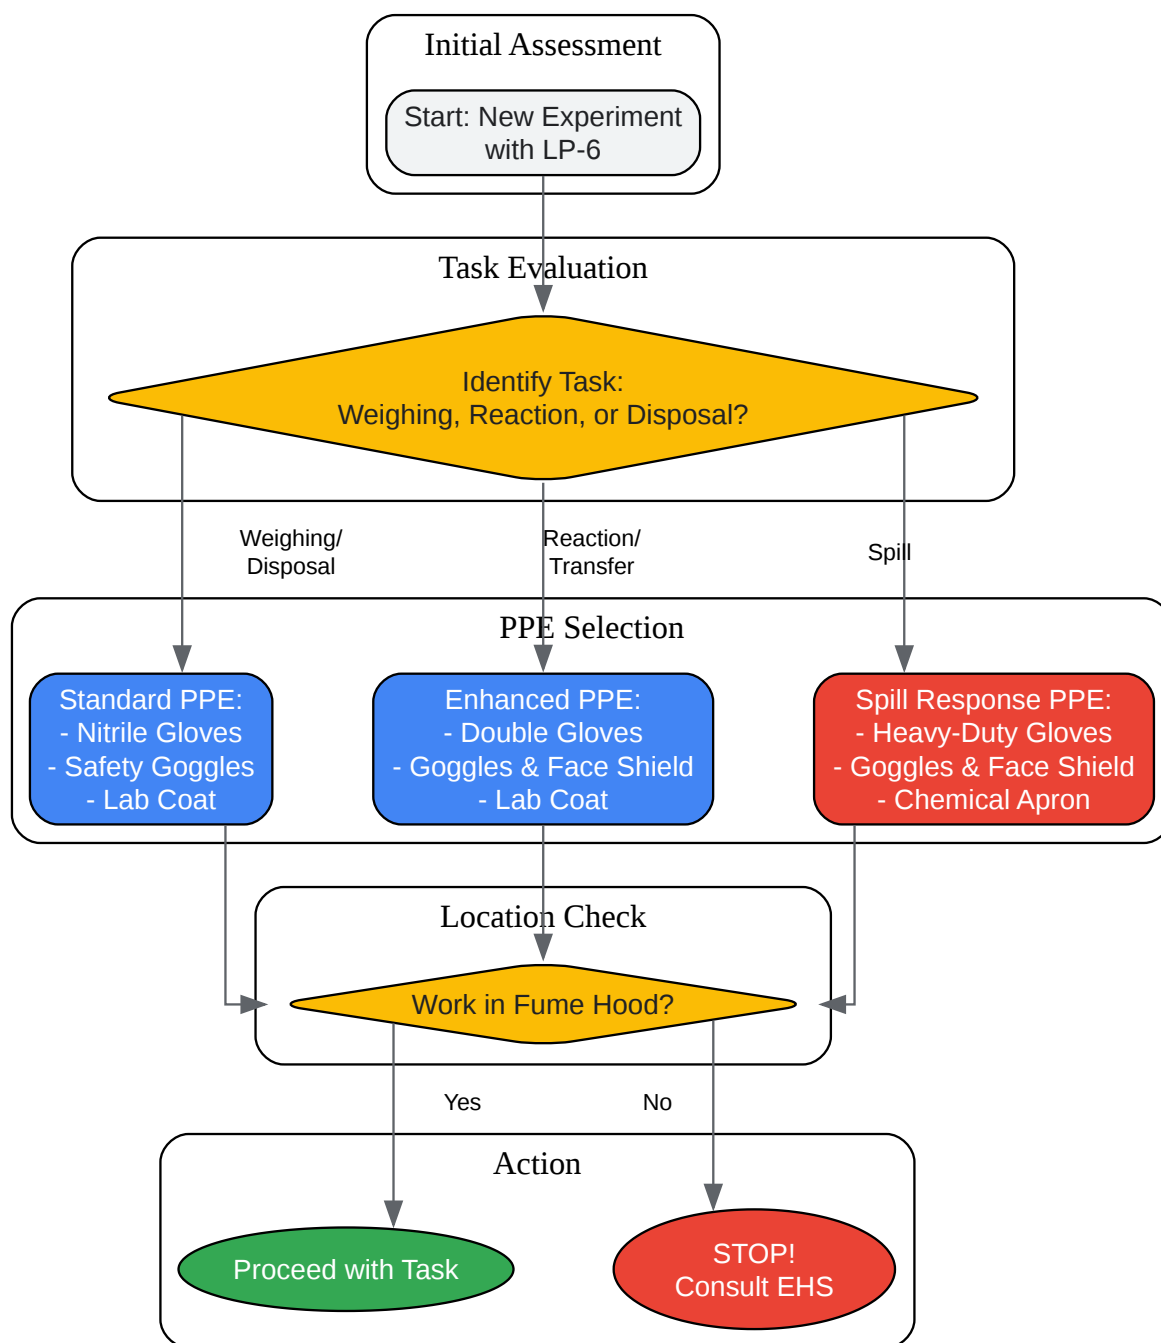 Initial Assessment
Start: New Experiment
with LP-6
Task Evaluation
Identify Task:
Weighing, Reaction, or Disposal?
Weighing/
Disposal
Reaction/
Transfer
Spill
PPE Selection
Standard PPE:
- Nitrile Gloves
- Safety Goggles
- Lab Coat
Enhanced PPE:
- Double Gloves
- Goggles & Face Shield
- Lab Coat
Spill Response PPE:
- Heavy-Duty Gloves
- Goggles & Face Shield
- Chemical Apron
Location Check
Work in Fume Hood?
Yes
No
Action
Proceed with Task
STOP!
Consult EHS